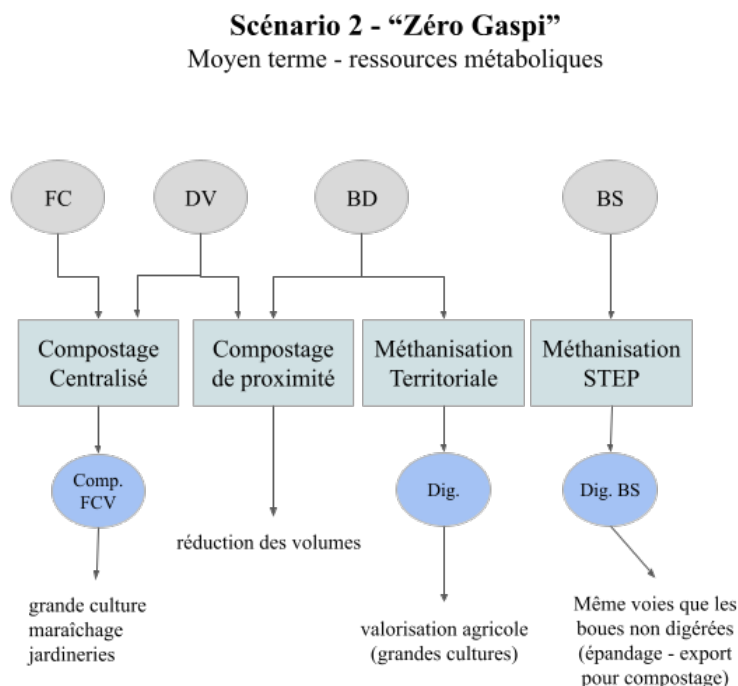 Scénario 2 - “Zéro Gaspi”
Moyen terme - ressources métaboliques
FC
DV
BD
BS
Compostage
Centralisé
Compostage
de proximité
Méthanisation
Territoriale
Méthanisation
STEP
Comp.
FCV
Dig.
Dig. BS
réduction des volumes
grande culture
maraîchage
jardineries
valorisation agricole
(grandes cultures)
Même voies que les
boues non digérées
(épandage - export
pour compostage)